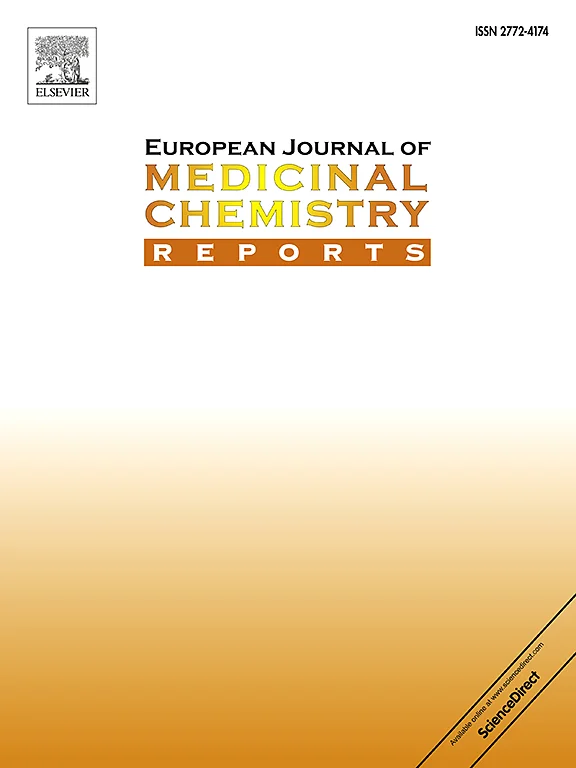 ISSN 2772-4174
ELSEVIER
EUROPEAN JOURNAL OF
MEDICINAL
CHEMISTRY
REPORTS
Available online at www.sciencedirect.com
ScienceDirect